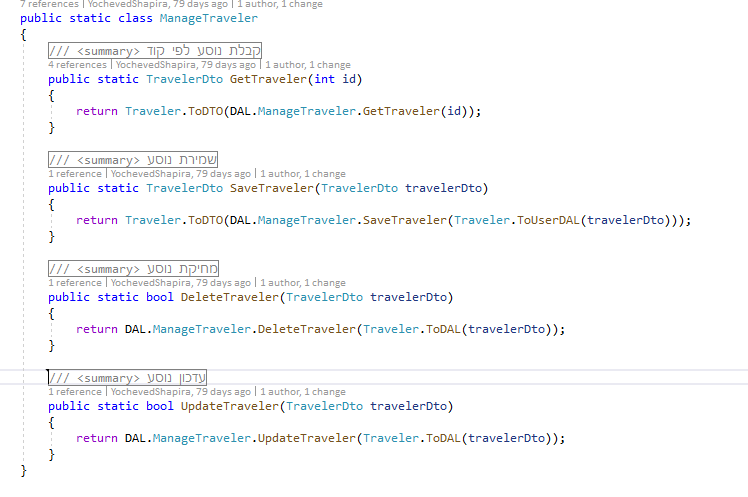 7 references | YochevedShapira, 79 days ago | 1 author, 1 change
public static class ManageTraveler
{
/// <summary> קבלת נוסע לפי קוד
4 references | YochevedShapira, 79 days ago | 1 author, 1 change
public static TravelerDto GetTraveler(int id)
{
return Traveler.ToDTO(DAL.ManageTraveler.GetTraveler(id));
}
/// <summary> שמירת נוסע
1 reference | YochevedShapira, 79 days ago | 1 author, 1 change
public static TravelerDto SaveTraveler(TravelerDto travelerDto)
{
return Traveler.ToDTO(DAL.ManageTraveler.SaveTraveler(Traveler.ToUserDAL(travelerDto)));
}
/// <summary> מחיקת נוסע
1 reference | YochevedShapira, 79 days ago | 1 author, 1 change
public static bool DeleteTraveler(TravelerDto travelerDto)
{
return DAL.ManageTraveler.DeleteTraveler(Traveler.ToDAL(travelerDto));
}
/// <summary> עדכון נוסע
1 reference | YochevedShapira, 79 days ago | 1 author, 1 change
public static bool UpdateTraveler(TravelerDto travelerDto)
{
return DAL.ManageTraveler.UpdateTraveler(Traveler.ToDAL(travelerDto));
}
}